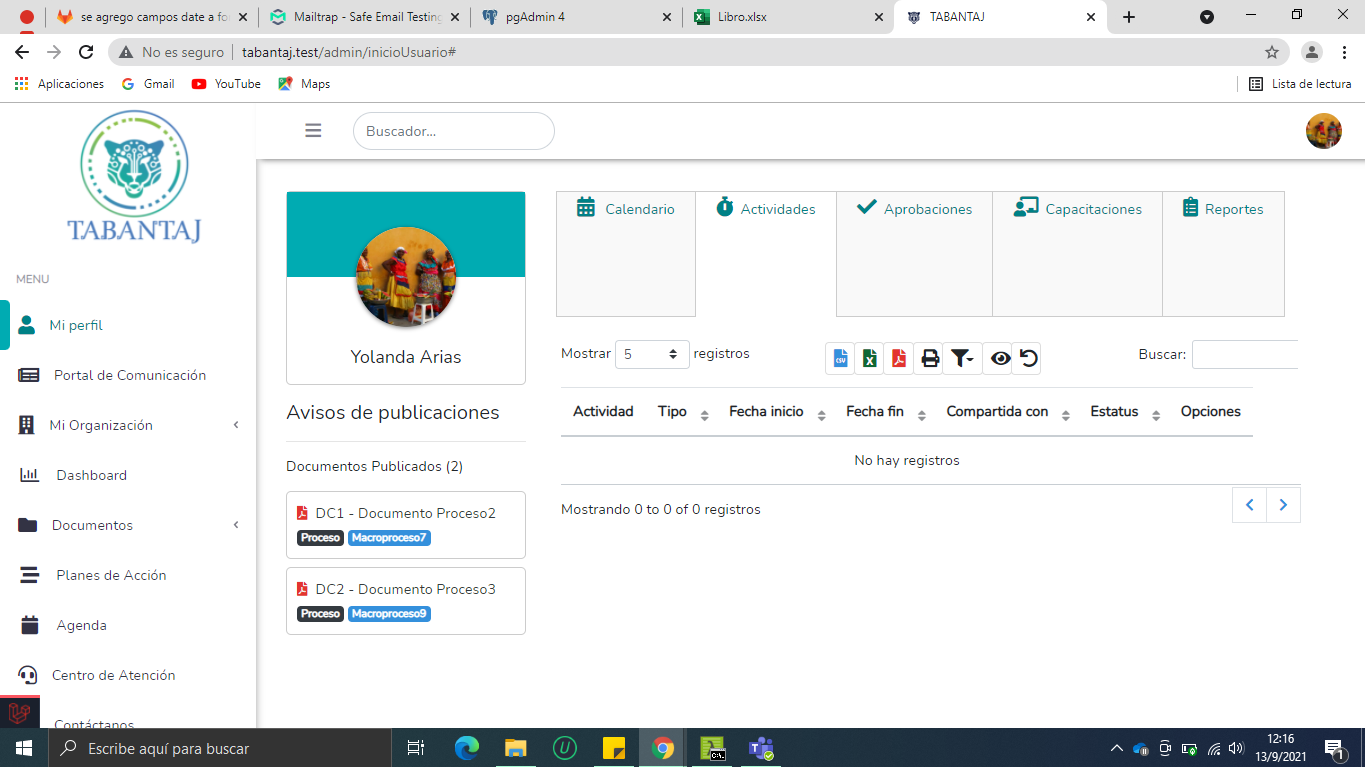 se agrego campos date a fo
Mailtrap - Safe Email Testing
pgAdmin 4
Libro.xlsx
TABANTAJ
No es seguro
tabantaj.test/admin/inicioUsuario#
Aplicaciones
Gmail
YouTube
Maps
Lista de lectura
TABANTAJ
Buscador...
MENU
Mi perfil
Portal de Comunicación
Mi Organización
Dashboard
Documentos
Planes de Acción
Agenda
Centro de Atención
Contáctanos
Yolanda Arias
Avisos de publicaciones
Documentos Publicados (2)
DC1 - Documento Proceso2
Proceso Macroproceso7
DC2 - Documento Proceso3
Proceso Macroproceso9
Calendario
Actividades
Aprobaciones
Capacitaciones
Reportes
Mostrar 5 registros
CSV
Buscar:
Actividad Tipo Fecha inicio Fecha fin Compartida con Estatus Opciones
No hay registros
Mostrando 0 to 0 of 0 registros
Escribe aquí para buscar
12:16
13/9/2021
1